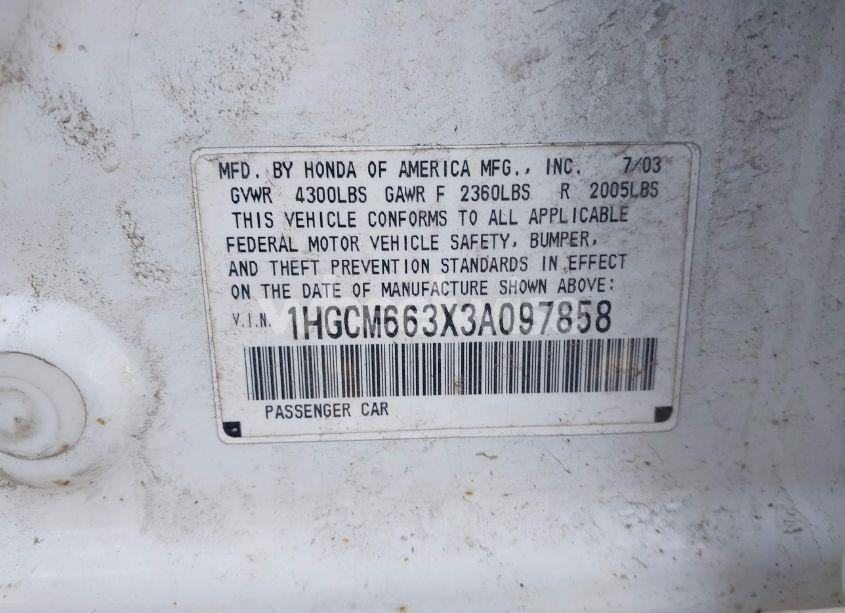 MFD. BY HONDA OF AMERICA MFG., INC. 7/03
GVWR 4300LBS GAWR F 2360LBS R 2005LBS
THIS VEHICLE CONFORMS TO ALL APPLICABLE
FEDERAL MOTOR VEHICLE SAFETY, BUMPER,
AND THEFT PREVENTION STANDARDS IN EFFECT
ON THE DATE OF MANUFACTURE SHOWN ABOVE:
V.I.N. 1HGCM663X3A097858
PASSENGER CAR